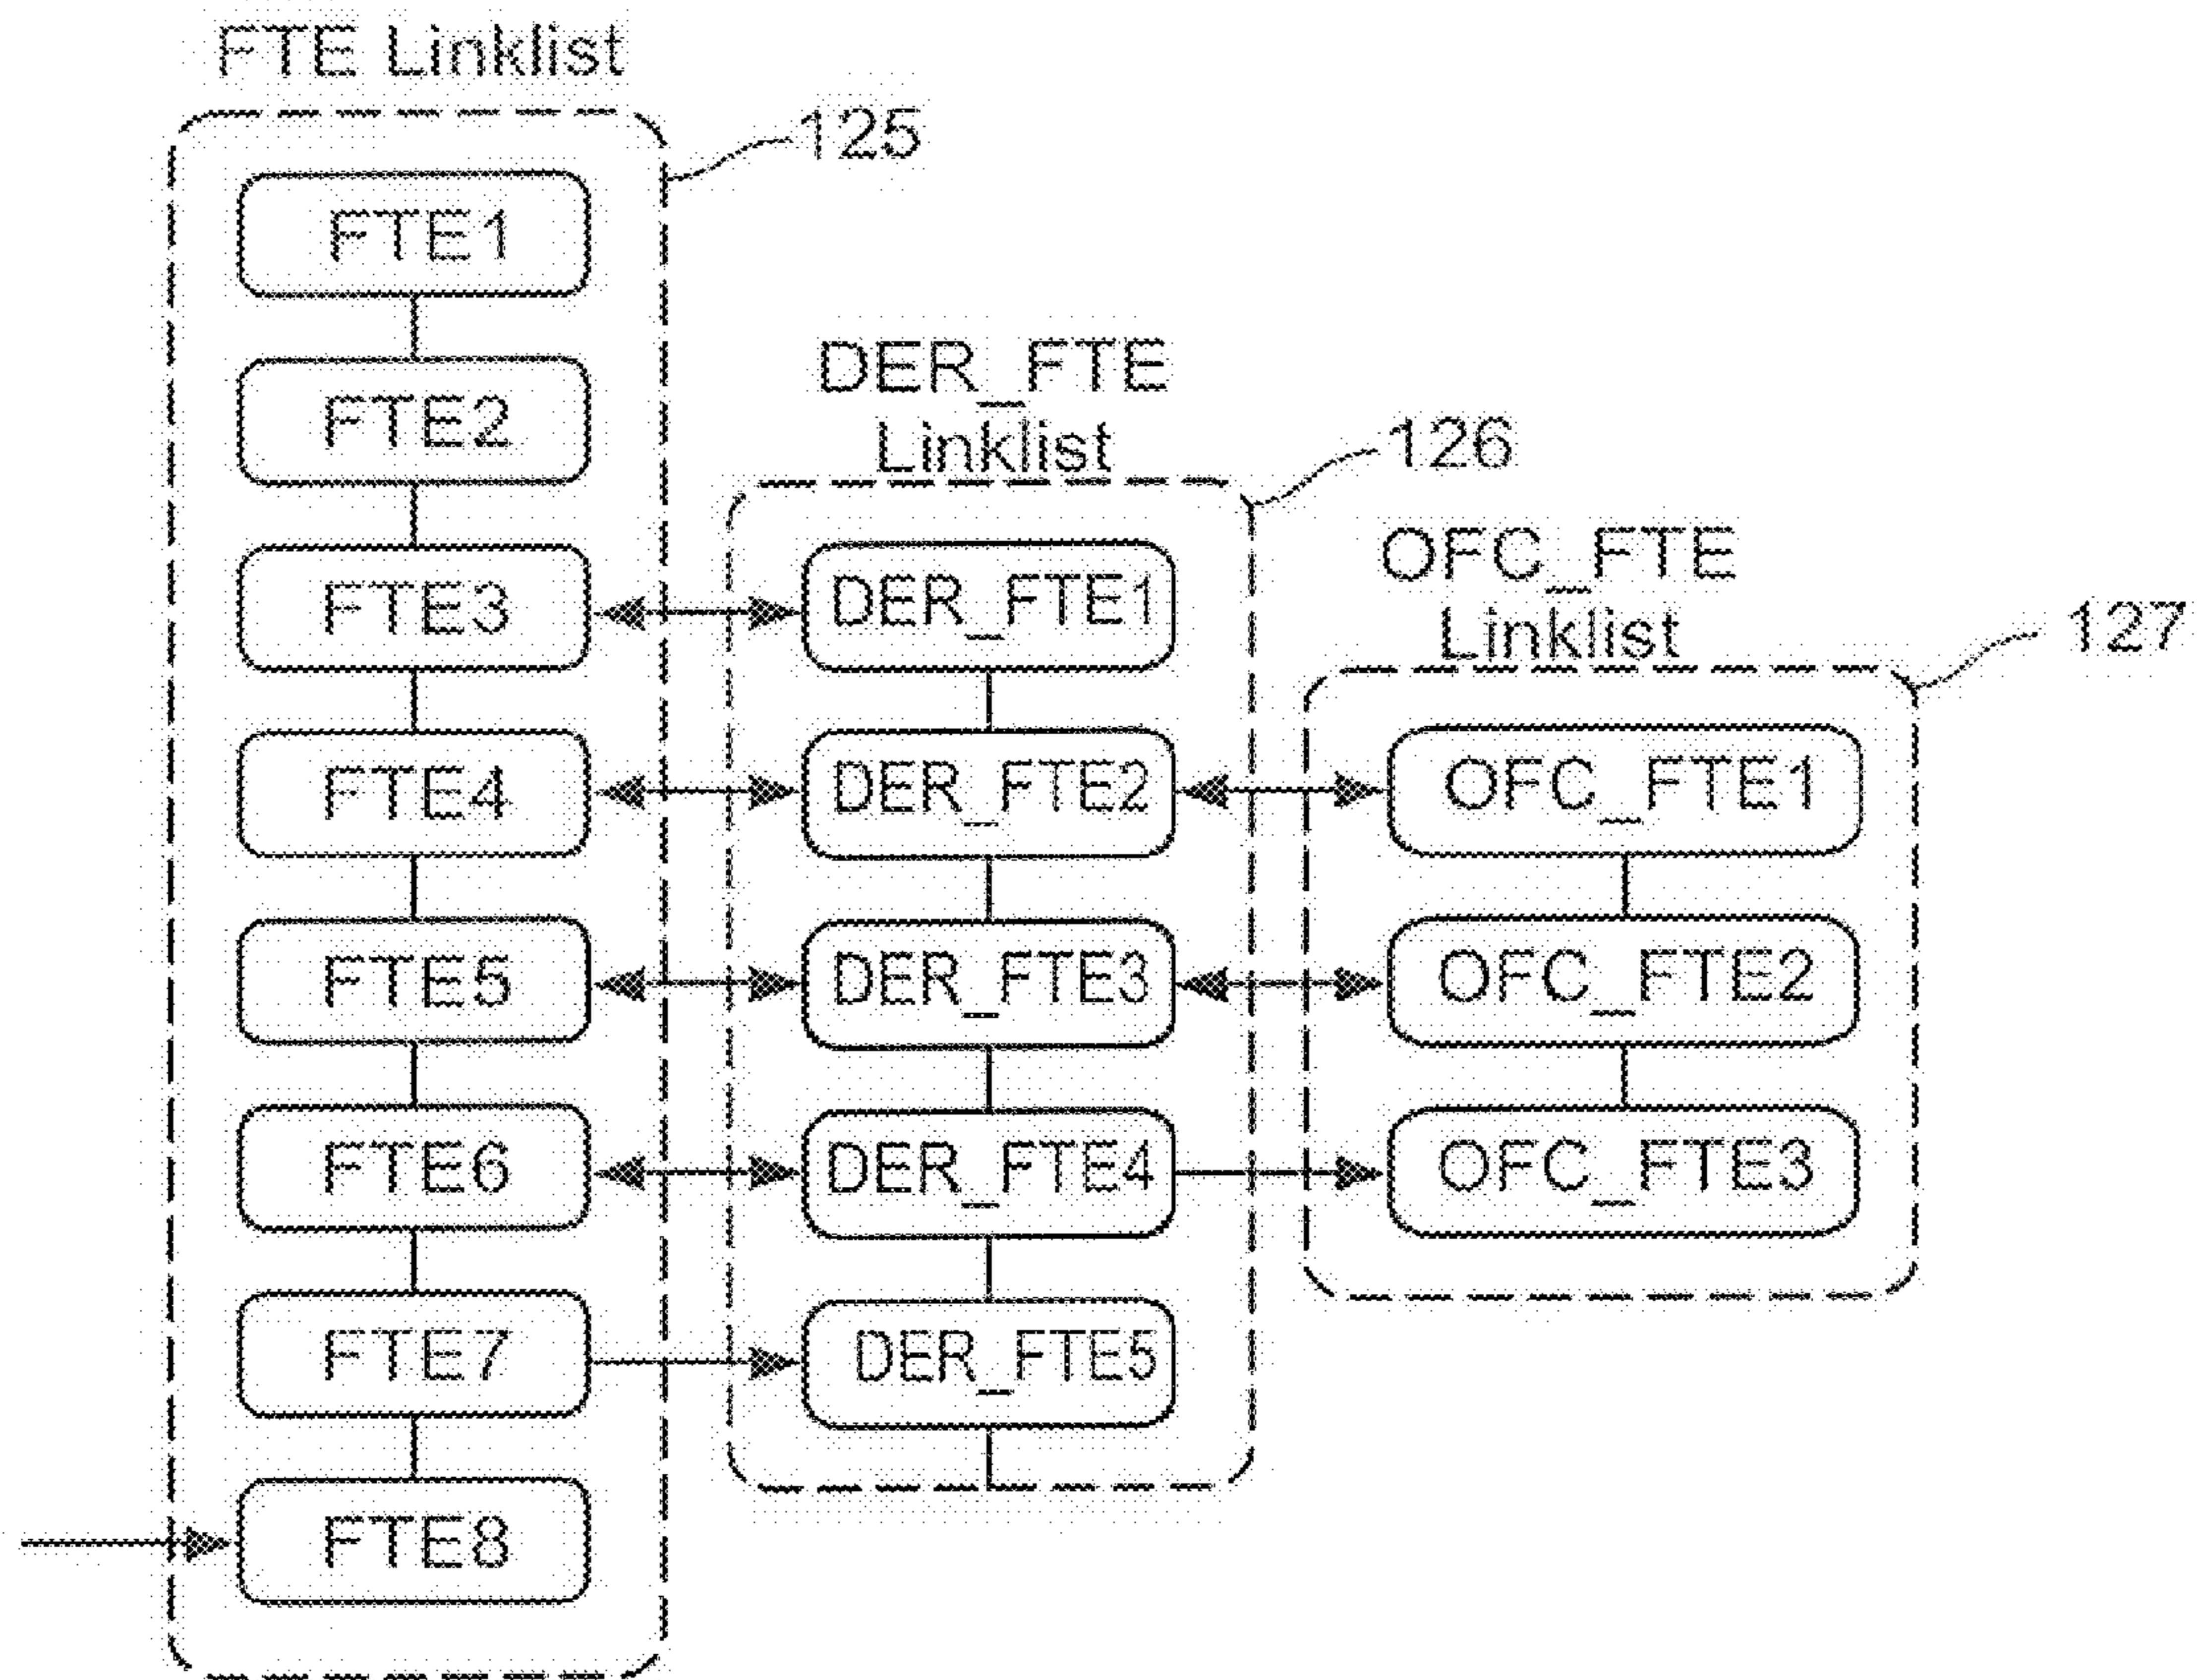 FTE Linklist
125
FTE1
FTE2
FTE3
FTE4
FTE5
FTE6
FTE7
FTE8
DER_FTE
Linklist
126
DER_FTE1
DER_FTE2
DER_FTE3
DER_FTE4
DER_FTE5
OFC_FTE
Linklist
127
OFC_FTE1
OFC_FTE2
OFC_FTE3